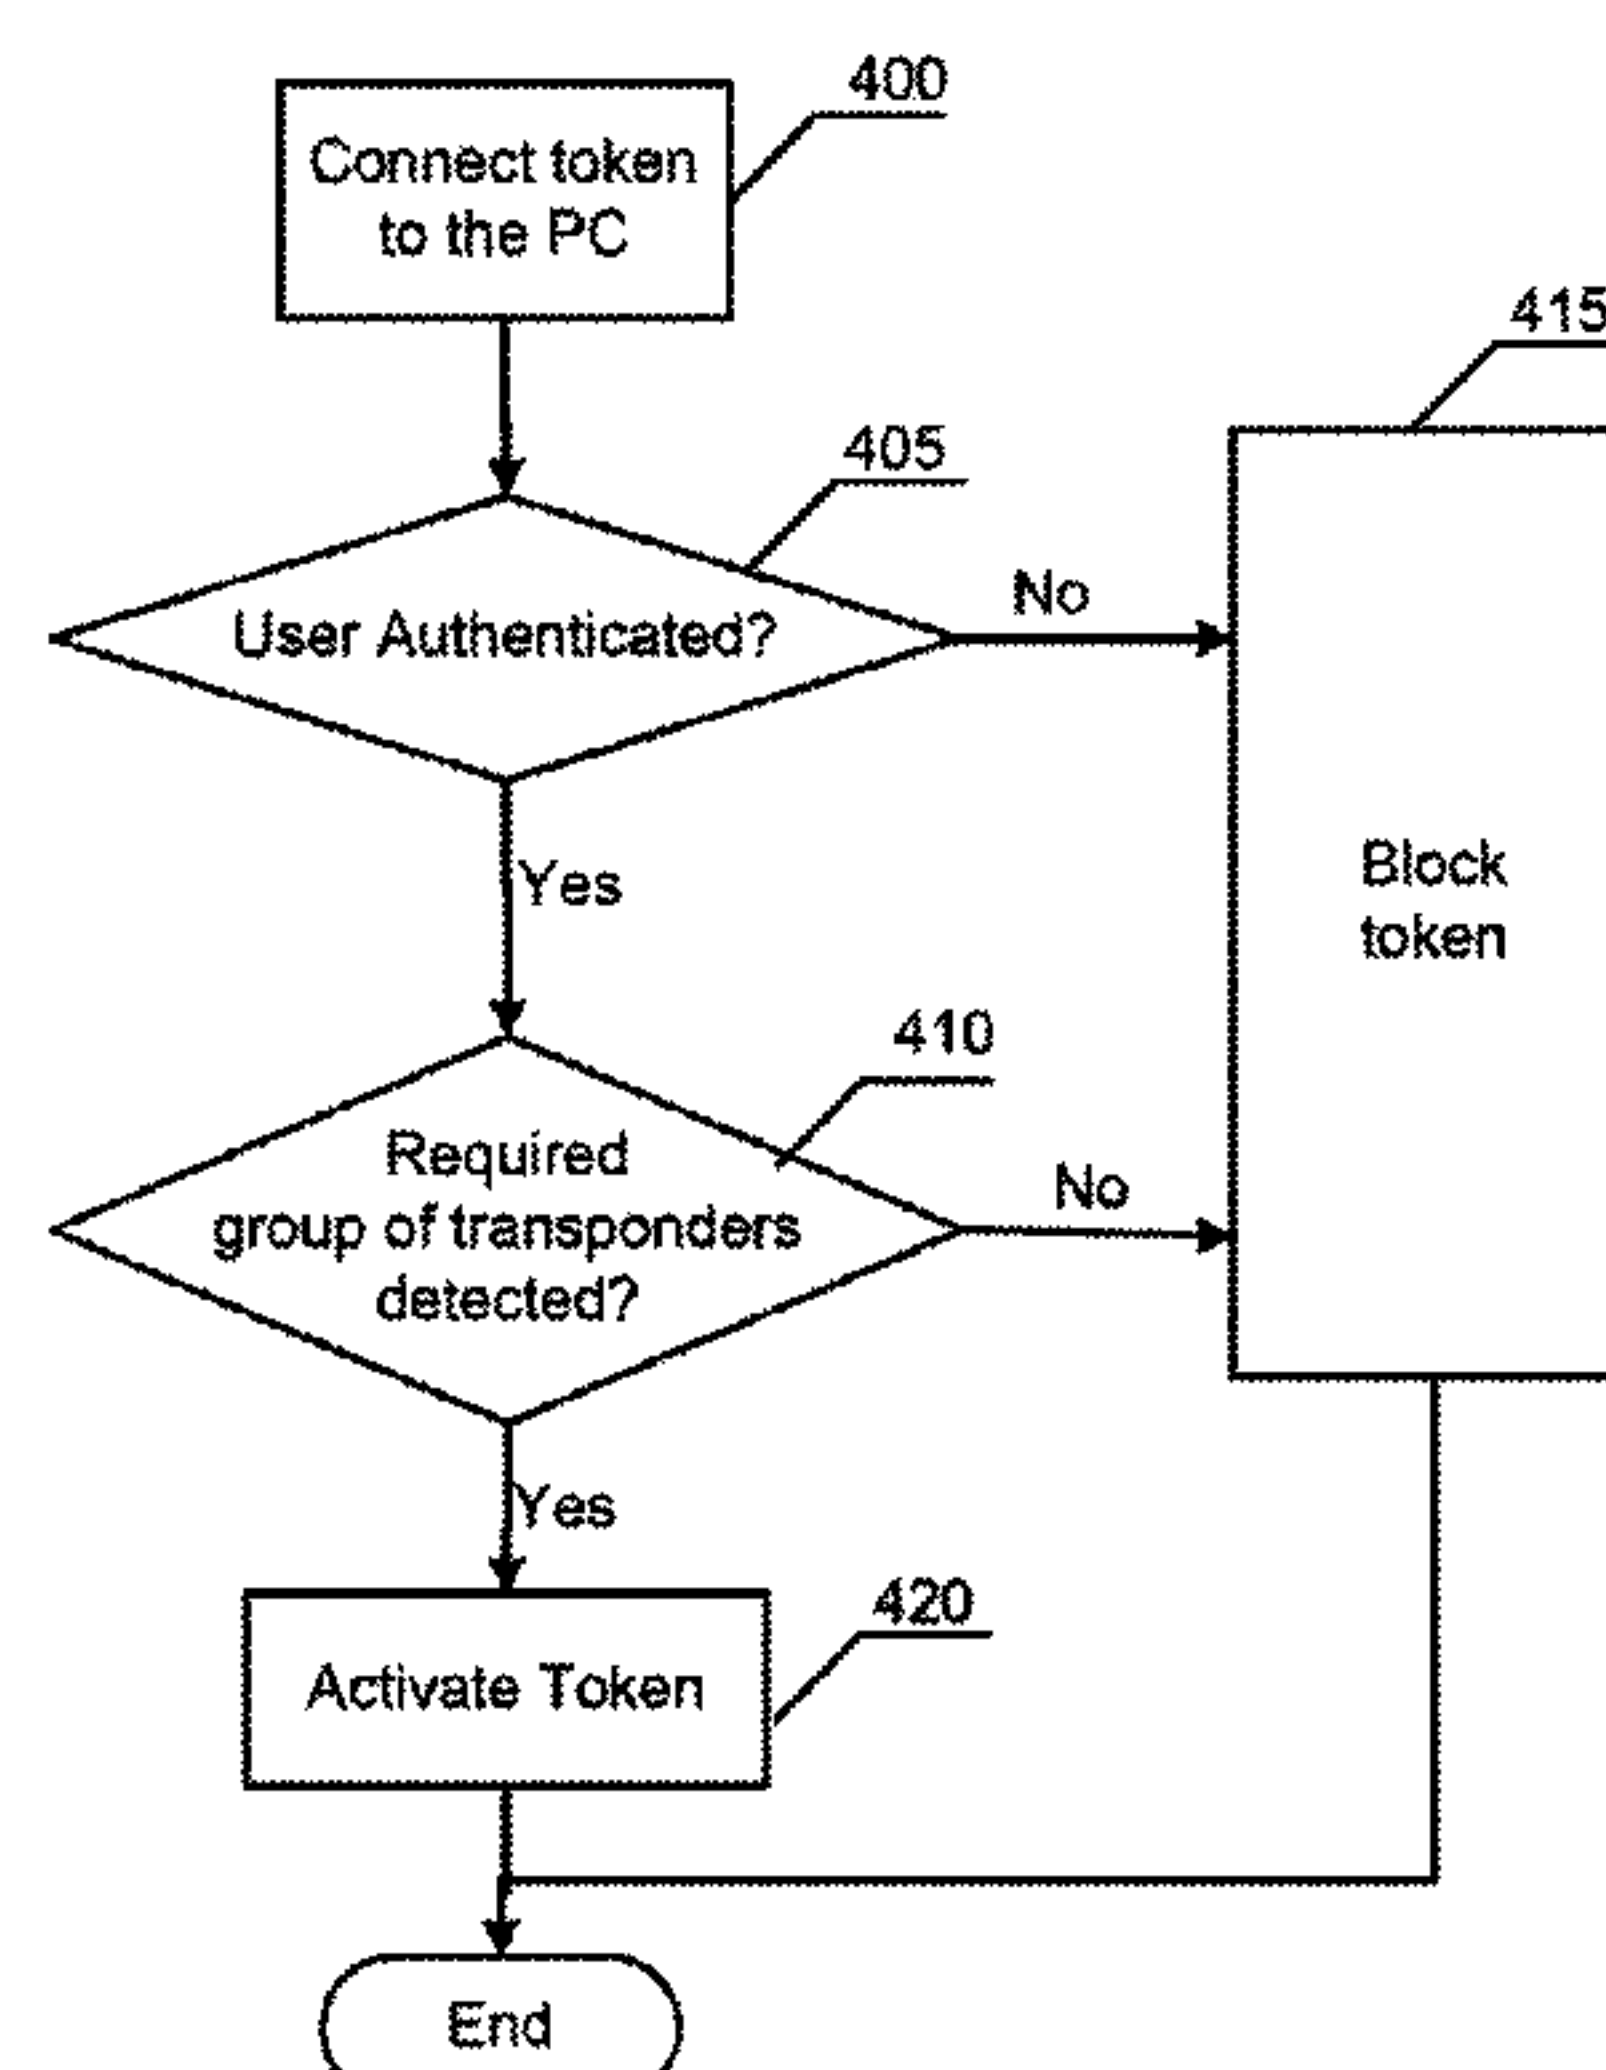 400
Connect token
to the PC
415
405
User Authenticated?
No
Yes
Block
token
410
Required
group of transponders
detected?
No
Yes
420
Activate Token
End